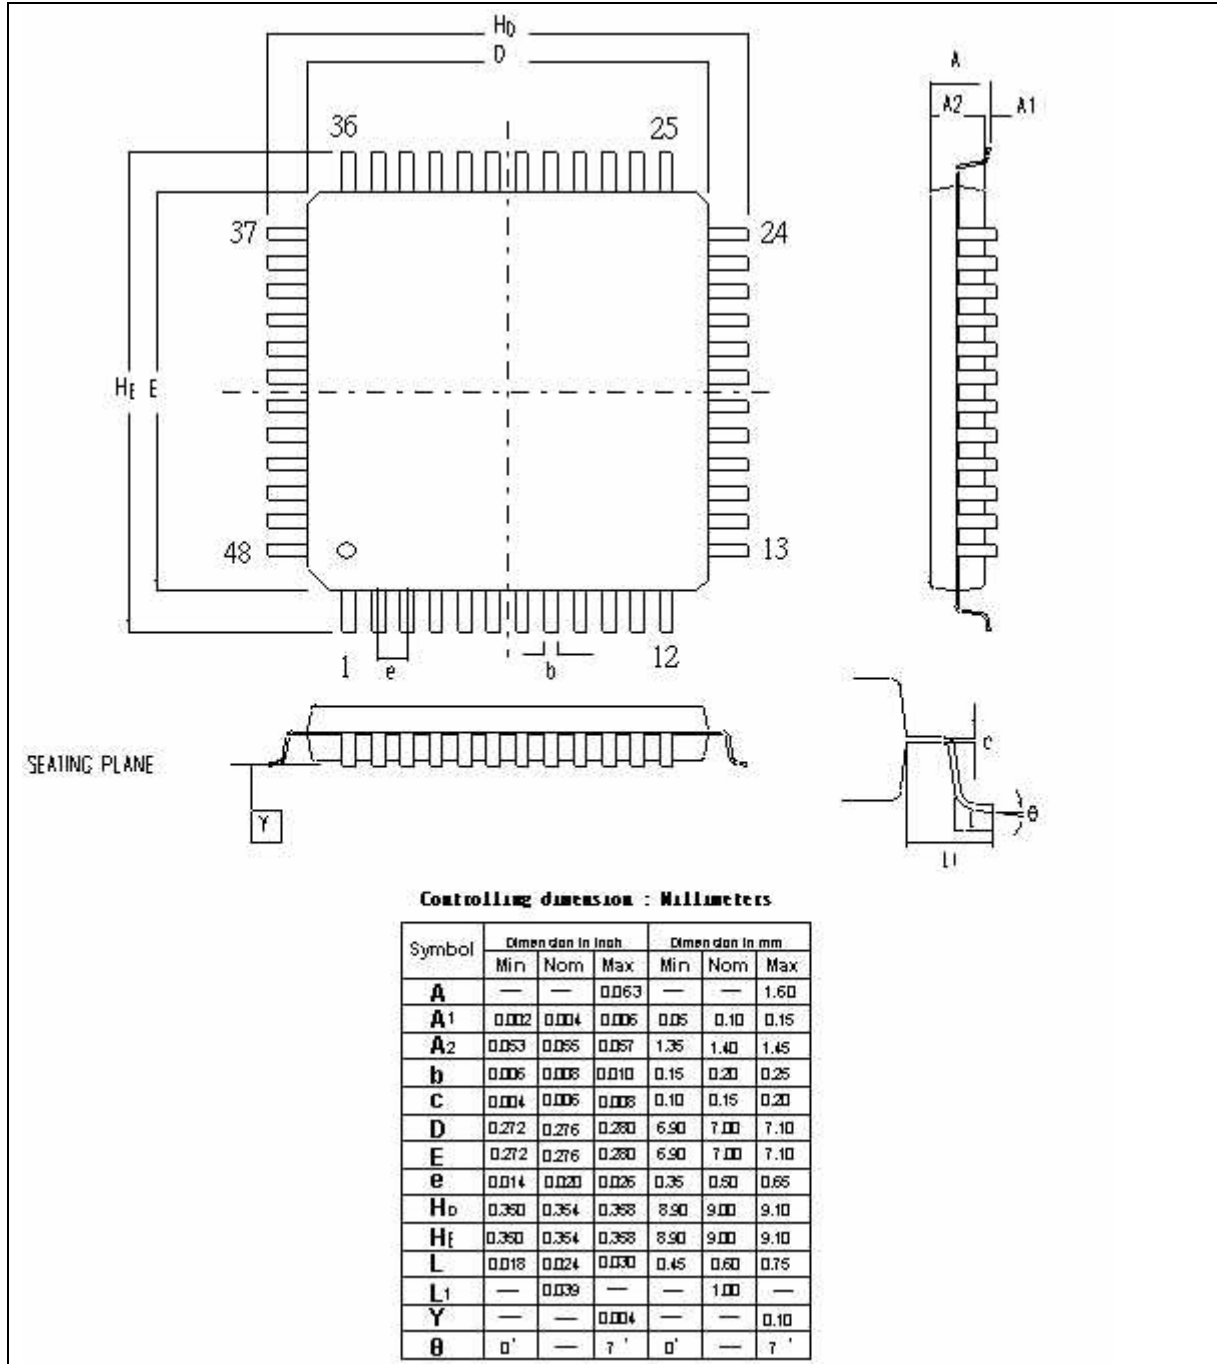 HD
D
A
A2 A1
36 25
37 24
HE E
48 13
1 e b 12
SEATING PLANE
Y
C
θ
L
L1
Controlling dimension : Millimeters
Symbol Dimension in inch Dimension in mm
Min Nom Max Min Nom Max
A — — 0.063 — — 1.60
A1 0.002 0.004 0.006 0.05 0.10 0.15
A2 0.053 0.055 0.057 1.35 1.40 1.45
b 0.006 0.008 0.010 0.15 0.20 0.25
c 0.004 0.006 0.008 0.10 0.15 0.20
D 0.272 0.276 0.280 6.90 7.00 7.10
E 0.272 0.276 0.280 6.90 7.00 7.10
e 0.014 0.020 0.026 0.35 0.50 0.65
HD 0.350 0.354 0.358 8.90 9.00 9.10
HE 0.350 0.354 0.358 8.90 9.00 9.10
L 0.018 0.024 0.030 0.45 0.60 0.75
L1 — 0.039 — — 1.00 —
Y — — 0.004 — — 0.10
θ 0° — 7° 0° — 7°